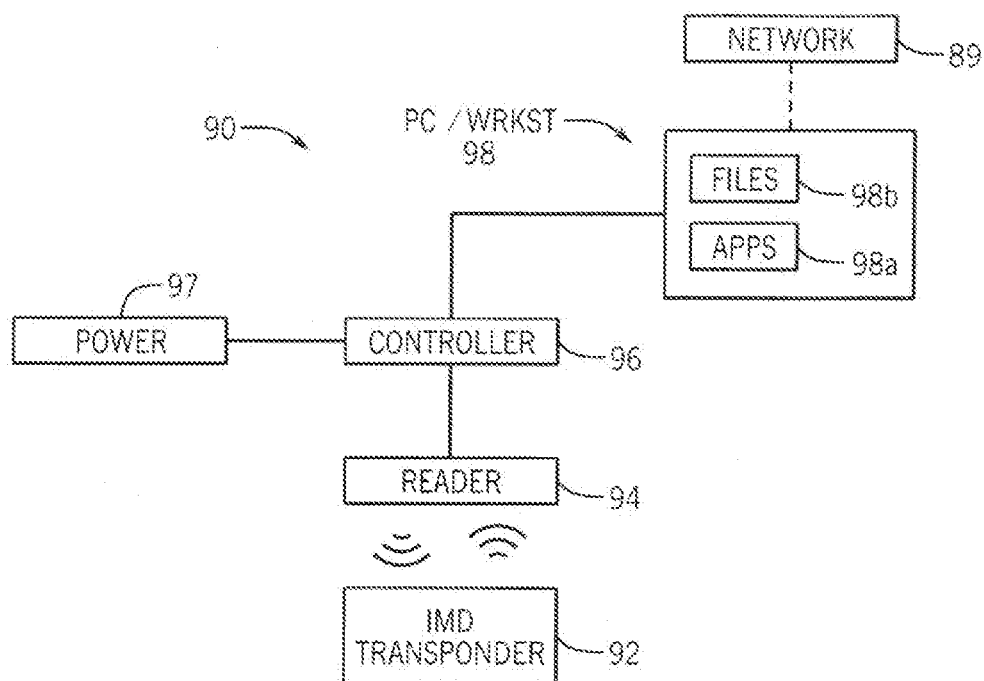 NETWORK
89
90
PC / WRKST
98
FILES
98b
APPS
98a
97
POWER
CONTROLLER
96
READER
94
IMD
TRANSPONDER
92